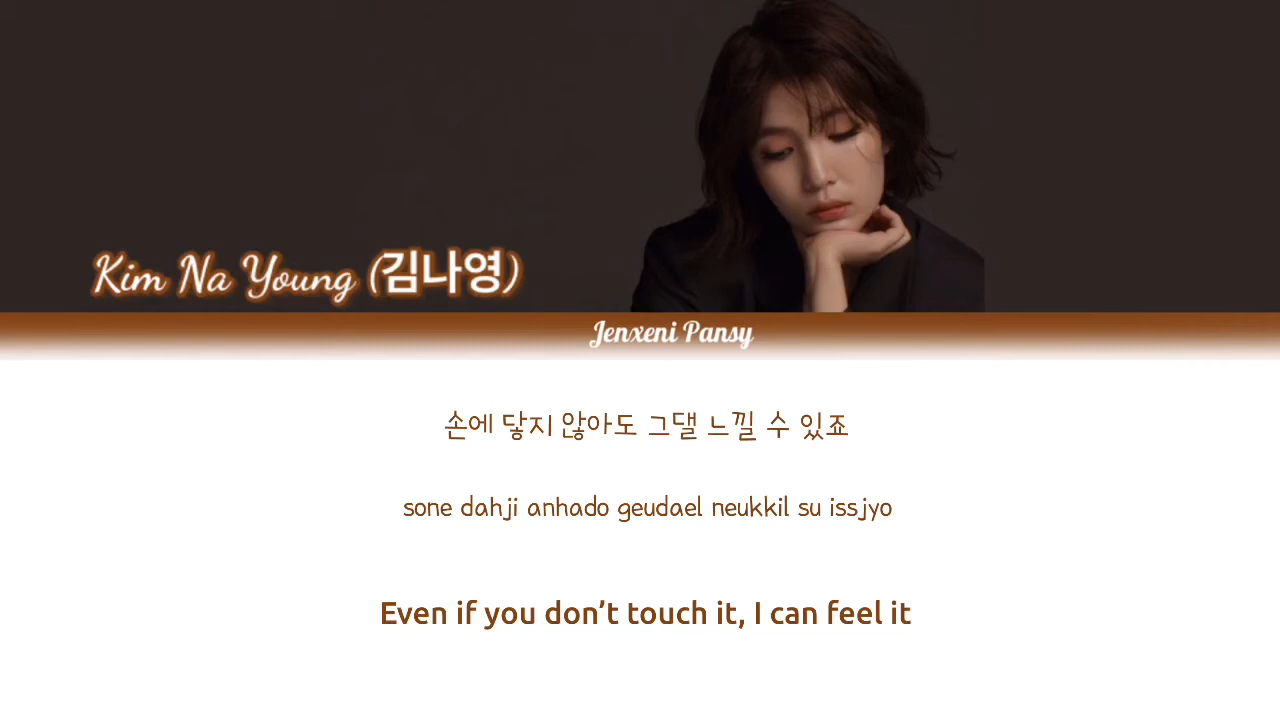 Kim Na Young (김나영)
Jenxeni Pansy
손에 닿지 않아도 그댈 느낄 수 있죠
sone dahji anhado geudael neukkil su issjyo
Even if you don’t touch it, I can feel it